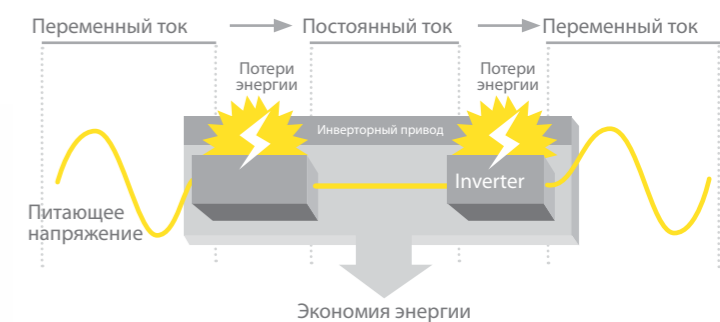 Переменный ток
Постоянный ток
Переменный ток
Потери
энергии
Потери
энергии
Инверторный привод
Inverter
Питающее
напряжение
Экономия энергии